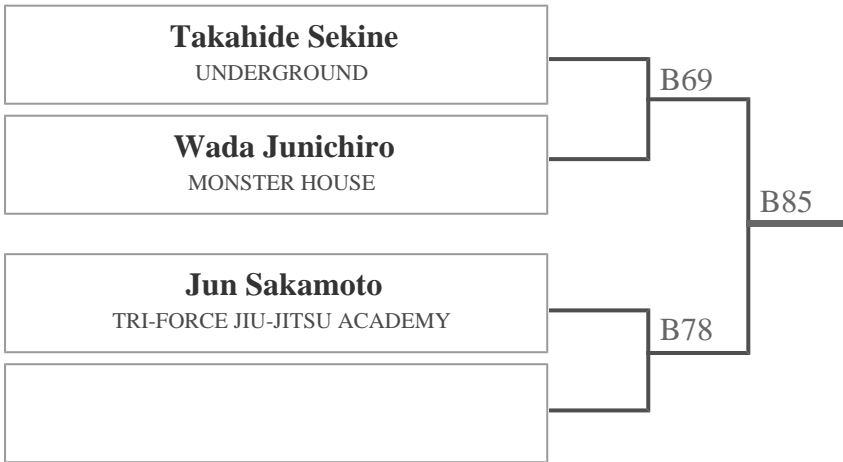 Takahide Sekine
UNDERGROUND
B69
Wada Junichiro
MONSTER HOUSE
B85
Jun Sakamoto
TRI-FORCE JIU-JITSU ACADEMY
B78